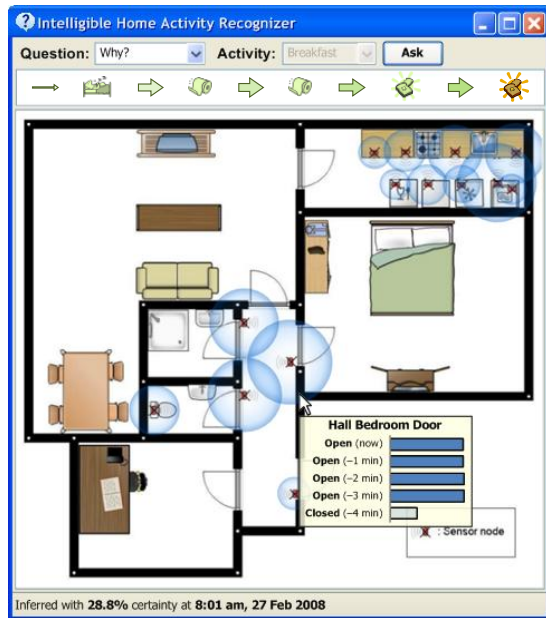 Intelligible Home Activity Recognizer
Question: Why? Activity: Breakfast Ask
Hall Bedroom Door
Open (now)
Open (−1 min)
Open (−2 min)
Open (−3 min)
Closed (−4 min)
: Sensor node
Inferred with 28.8% certainty at 8:01 am, 27 Feb 2008